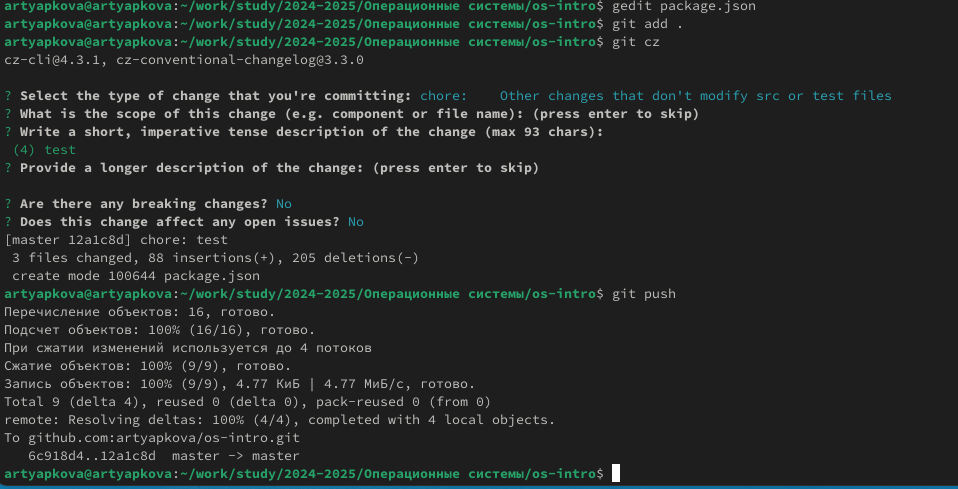 artyapkova@artyapkova:~/work/study/2024-2025/Операционные системы/os-intro$ gedit package.json
artyapkova@artyapkova:~/work/study/2024-2025/Операционные системы/os-intro$ git add .
artyapkova@artyapkova:~/work/study/2024-2025/Операционные системы/os-intro$ git cz
cz-cli@4.3.1, cz-conventional-changelog@3.3.0
? Select the type of change that you're committing: chore:    Other changes that don't modify src or test files
? What is the scope of this change (e.g. component or file name): (press enter to skip)
? Write a short, imperative tense description of the change (max 93 chars):
 (4) test
? Provide a longer description of the change: (press enter to skip)
? Are there any breaking changes? No
? Does this change affect any open issues? No
[master 12a1c8d] chore: test
 3 files changed, 88 insertions(+), 205 deletions(-)
 create mode 100644 package.json
artyapkova@artyapkova:~/work/study/2024-2025/Операционные системы/os-intro$ git push
Перечисление объектов: 16, готово.
Подсчет объектов: 100% (16/16), готово.
При сжатии изменений используется до 4 потоков
Сжатие объектов: 100% (9/9), готово.
Запись объектов: 100% (9/9), 4.77 КиБ | 4.77 МиБ/с, готово.
Total 9 (delta 4), reused 0 (delta 0), pack-reused 0 (from 0)
remote: Resolving deltas: 100% (4/4), completed with 4 local objects.
To github.com:artyapkova/os-intro.git
   6c918d4..12a1c8d  master -> master
artyapkova@artyapkova:~/work/study/2024-2025/Операционные системы/os-intro$